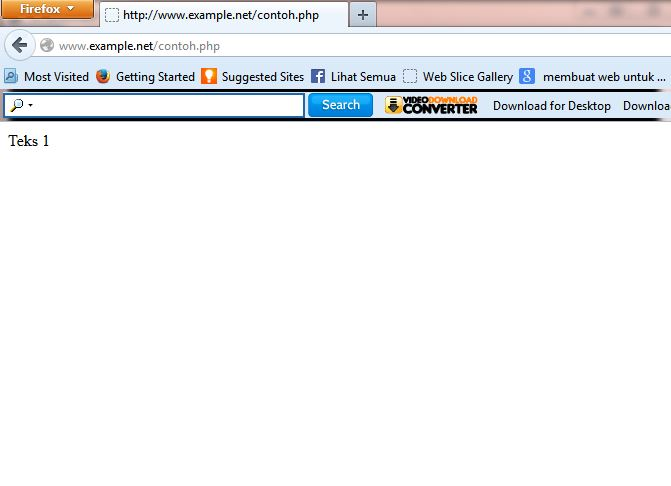 Firefox
http://www.example.net/contoh.php
www.example.net/contoh.php
Most Visited Getting Started Suggested Sites Lihat Semua Web Slice Gallery membuat web untuk ...
Search VIDEO DOWNLOAD CONVERTER Download for Desktop Downloa
Teks 1